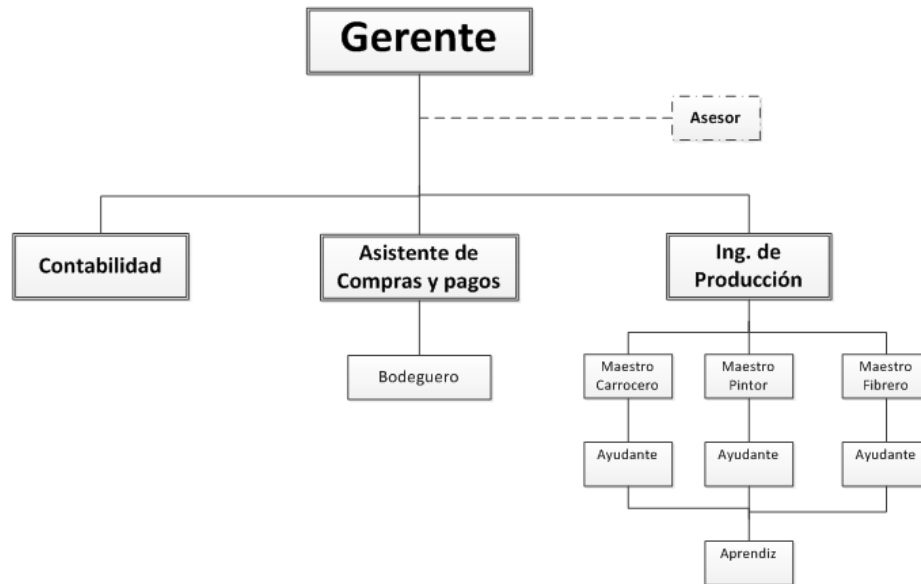 Gerente
Asesor
Contabilidad
Asistente de
Compras y pagos
Ing. de
Producción
Bodeguero
Maestro
Carrocero
Maestro
Pintor
Maestro
Fibrero
Ayudante
Ayudante
Ayudante
Aprendiz